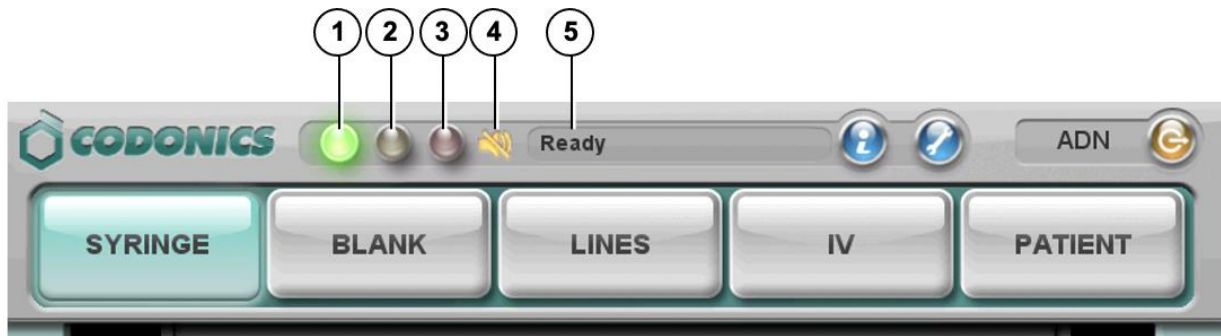 1 2 3 4 5
CODONICS Ready i ADN
SYRINGE BLANK LINES IV PATIENT